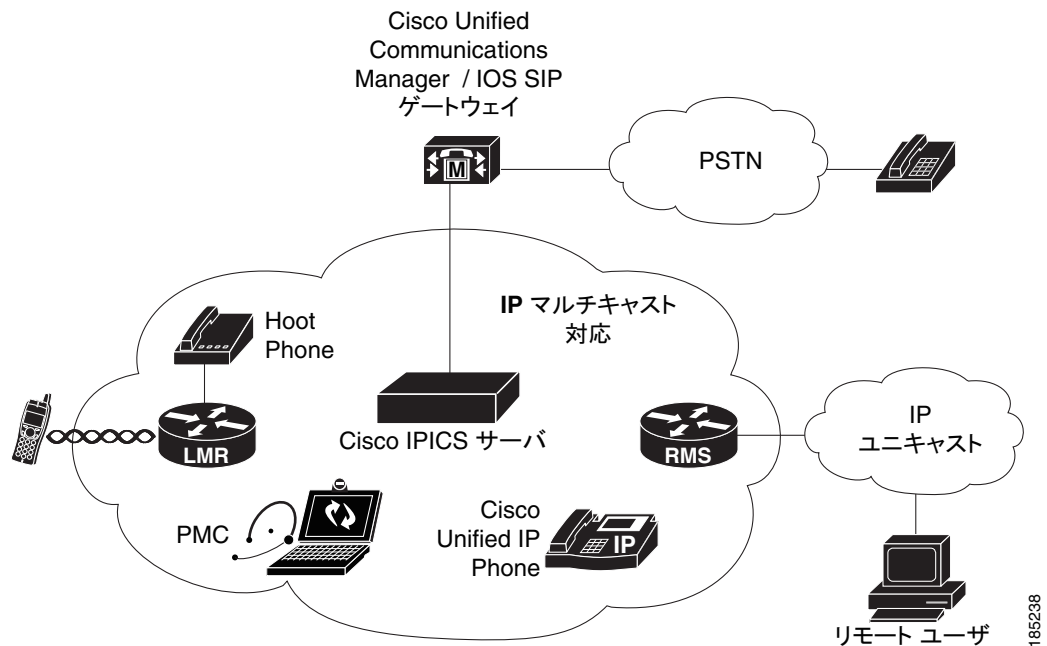 Cisco Unified
Communications
Manager / IOS SIP
ゲートウェイ
M
PSTN
IP マルチキャスト
対応
Hoot
Phone
Cisco IPICS サーバ
LMR
RMS
IP
ユニキャスト
PMC
Cisco
Unified IP
Phone
IP
リモート ユーザ
185238